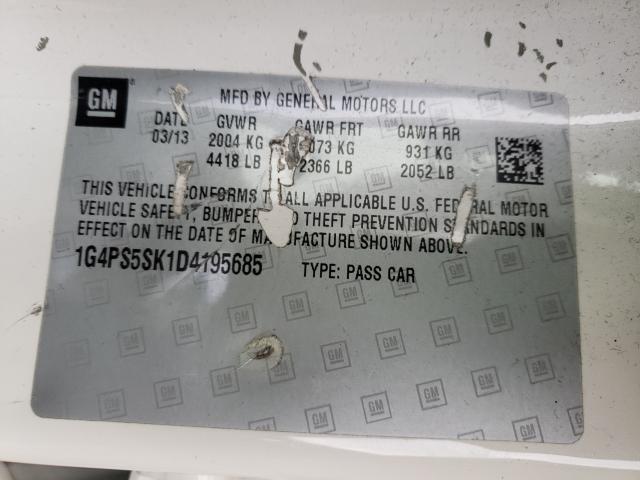 GM
MFD BY GENERAL MOTORS LLC
DATE GVWR GAWR FRT GAWR RR
03/13 2004 KG 073 KG 931 KG
4418 LB 2366 LB 2052 LB
THIS VEHICLE CONFORMS TO ALL APPLICABLE U.S. FEDERAL MOTOR
VEHICLE SAFETY, BUMPER AND THEFT PREVENTION STANDARDS IN
EFFECT ON THE DATE OF MANUFACTURE SHOWN ABOVE.
1G4PS5SK1D4195685 TYPE: PASS CAR